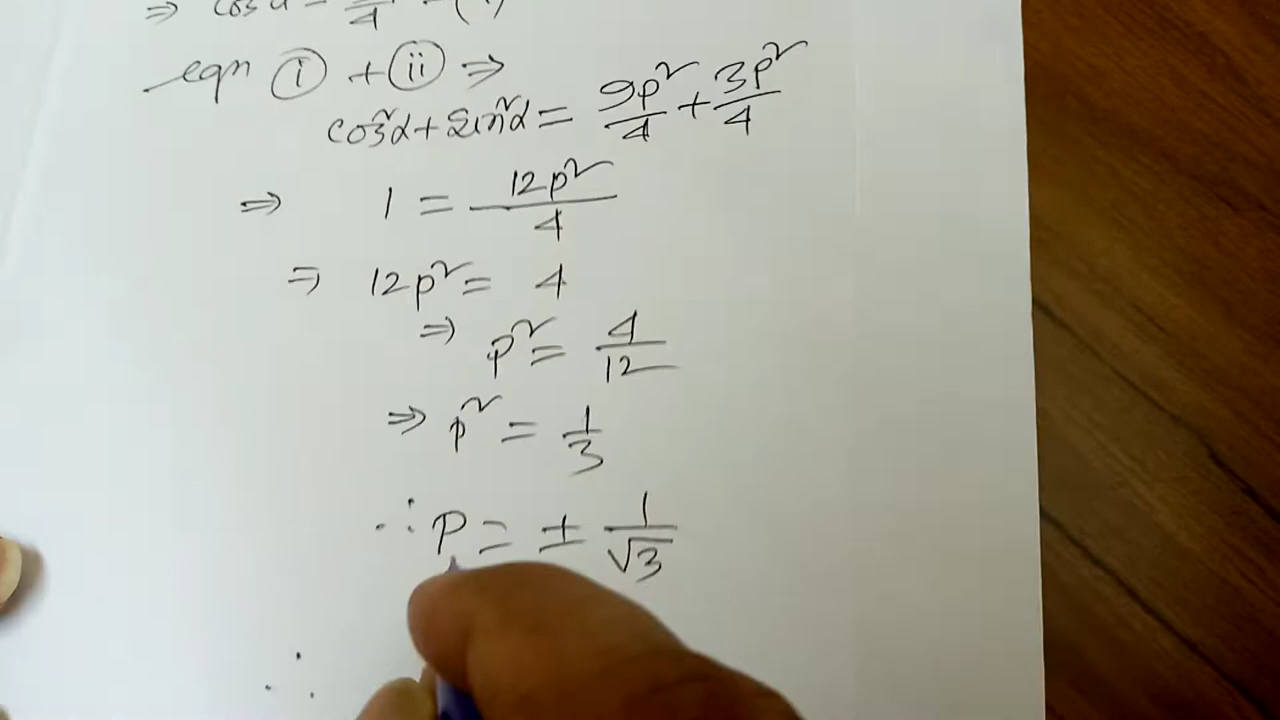 eqn (i) + (ii) ⇒
cos²α + sin²α = 9p²/4 + 3p²/4
⇒ 1 = 12p²/4
⇒ 12p² = 4
⇒ p² = 4/12
⇒ p² = 1/3
∴ p = ± 1/√3
∴